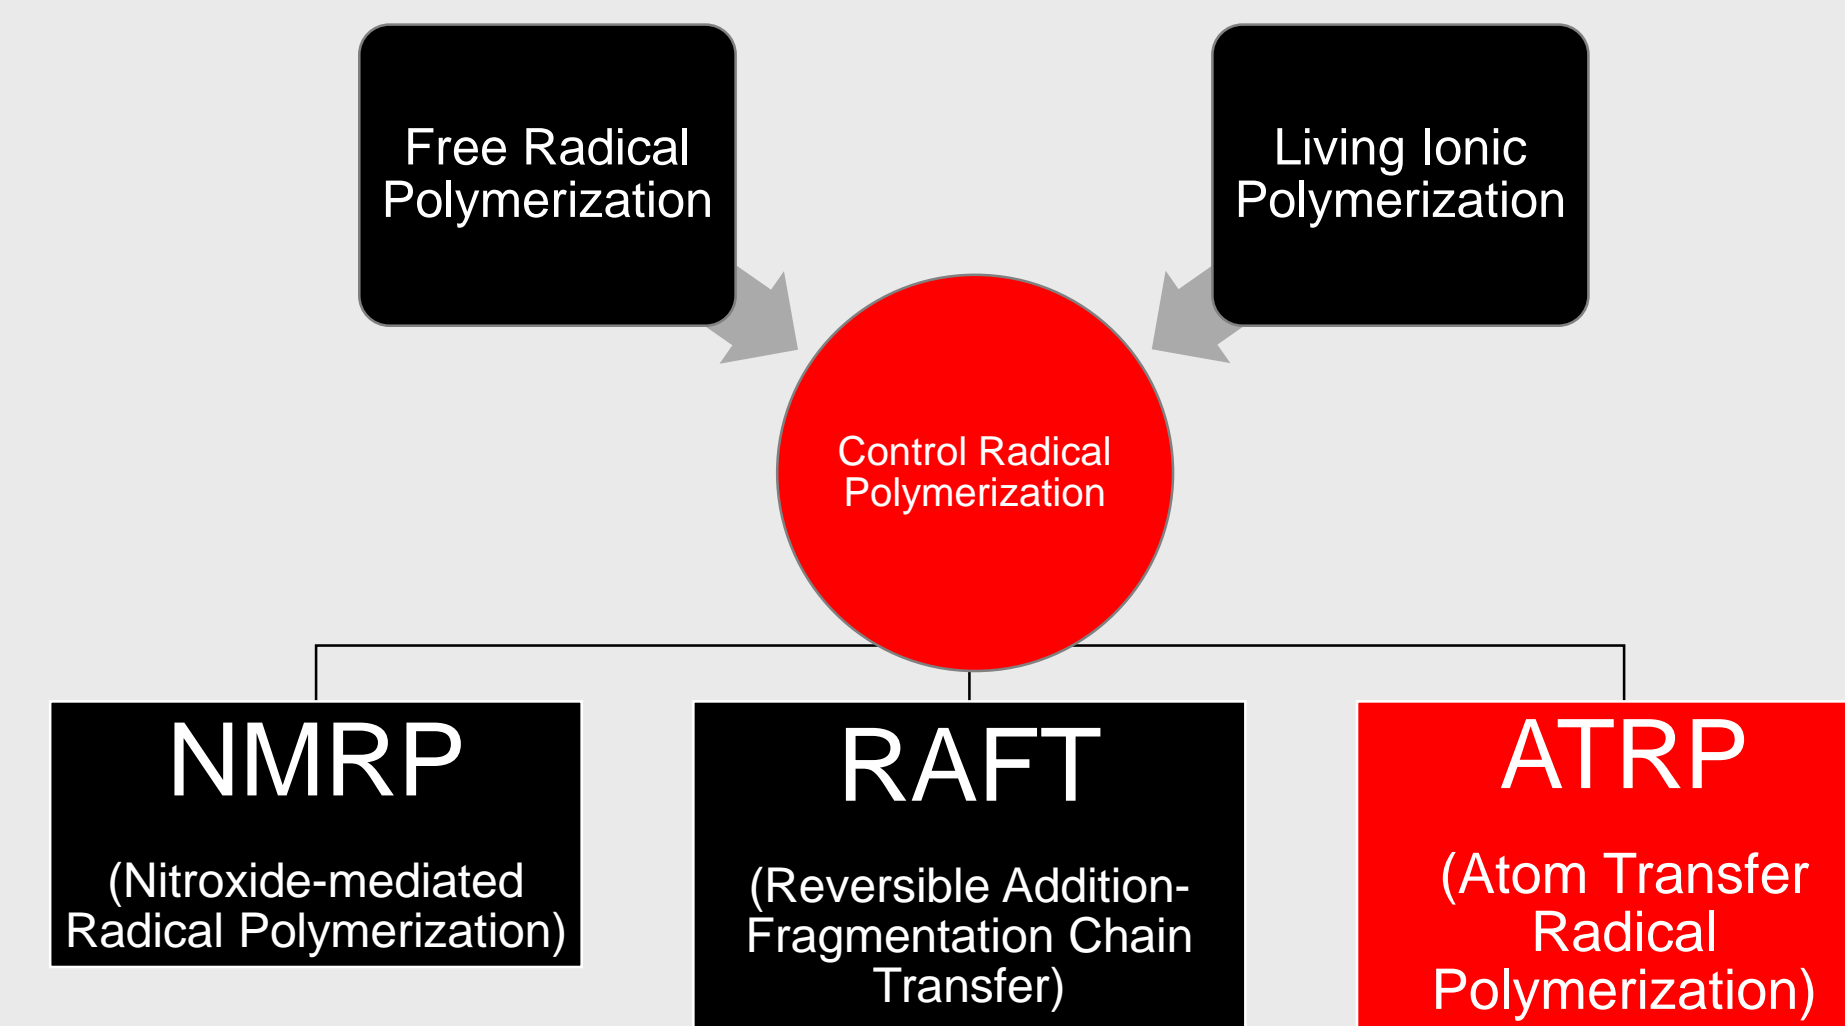 Free Radical
Polymerization
Living Ionic
Polymerization
Control Radical
Polymerization
NMRP
(Nitroxide-mediated
Radical Polymerization)
RAFT
(Reversible Addition-
Fragmentation Chain
Transfer)
ATRP
(Atom Transfer
Radical
Polymerization)